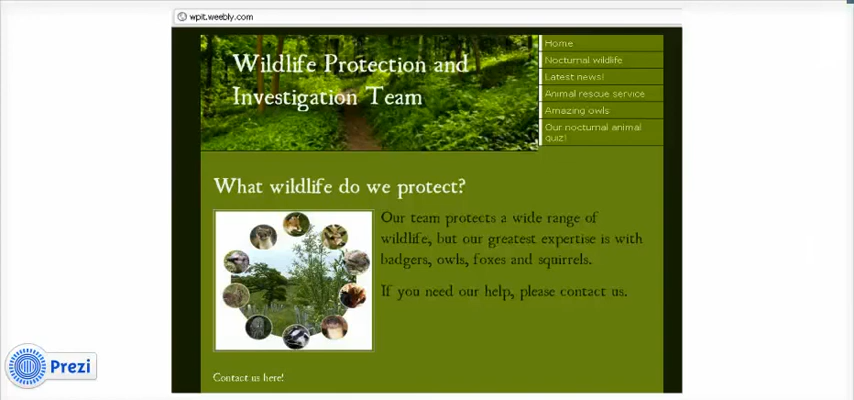 wpit.weebly.com
Wildlife Protection and
Investigation Team
Home
Nocturnal wildlife
Latest news!
Animal rescue service
Amazing owls
Our nocturnal animal
quiz!
What wildlife do we protect?
Our team protects a wide range of
wildlife, but our greatest expertise is with
badgers, owls, foxes and squirrels.
If you need our help, please contact us.
Contact us here!
Prezi